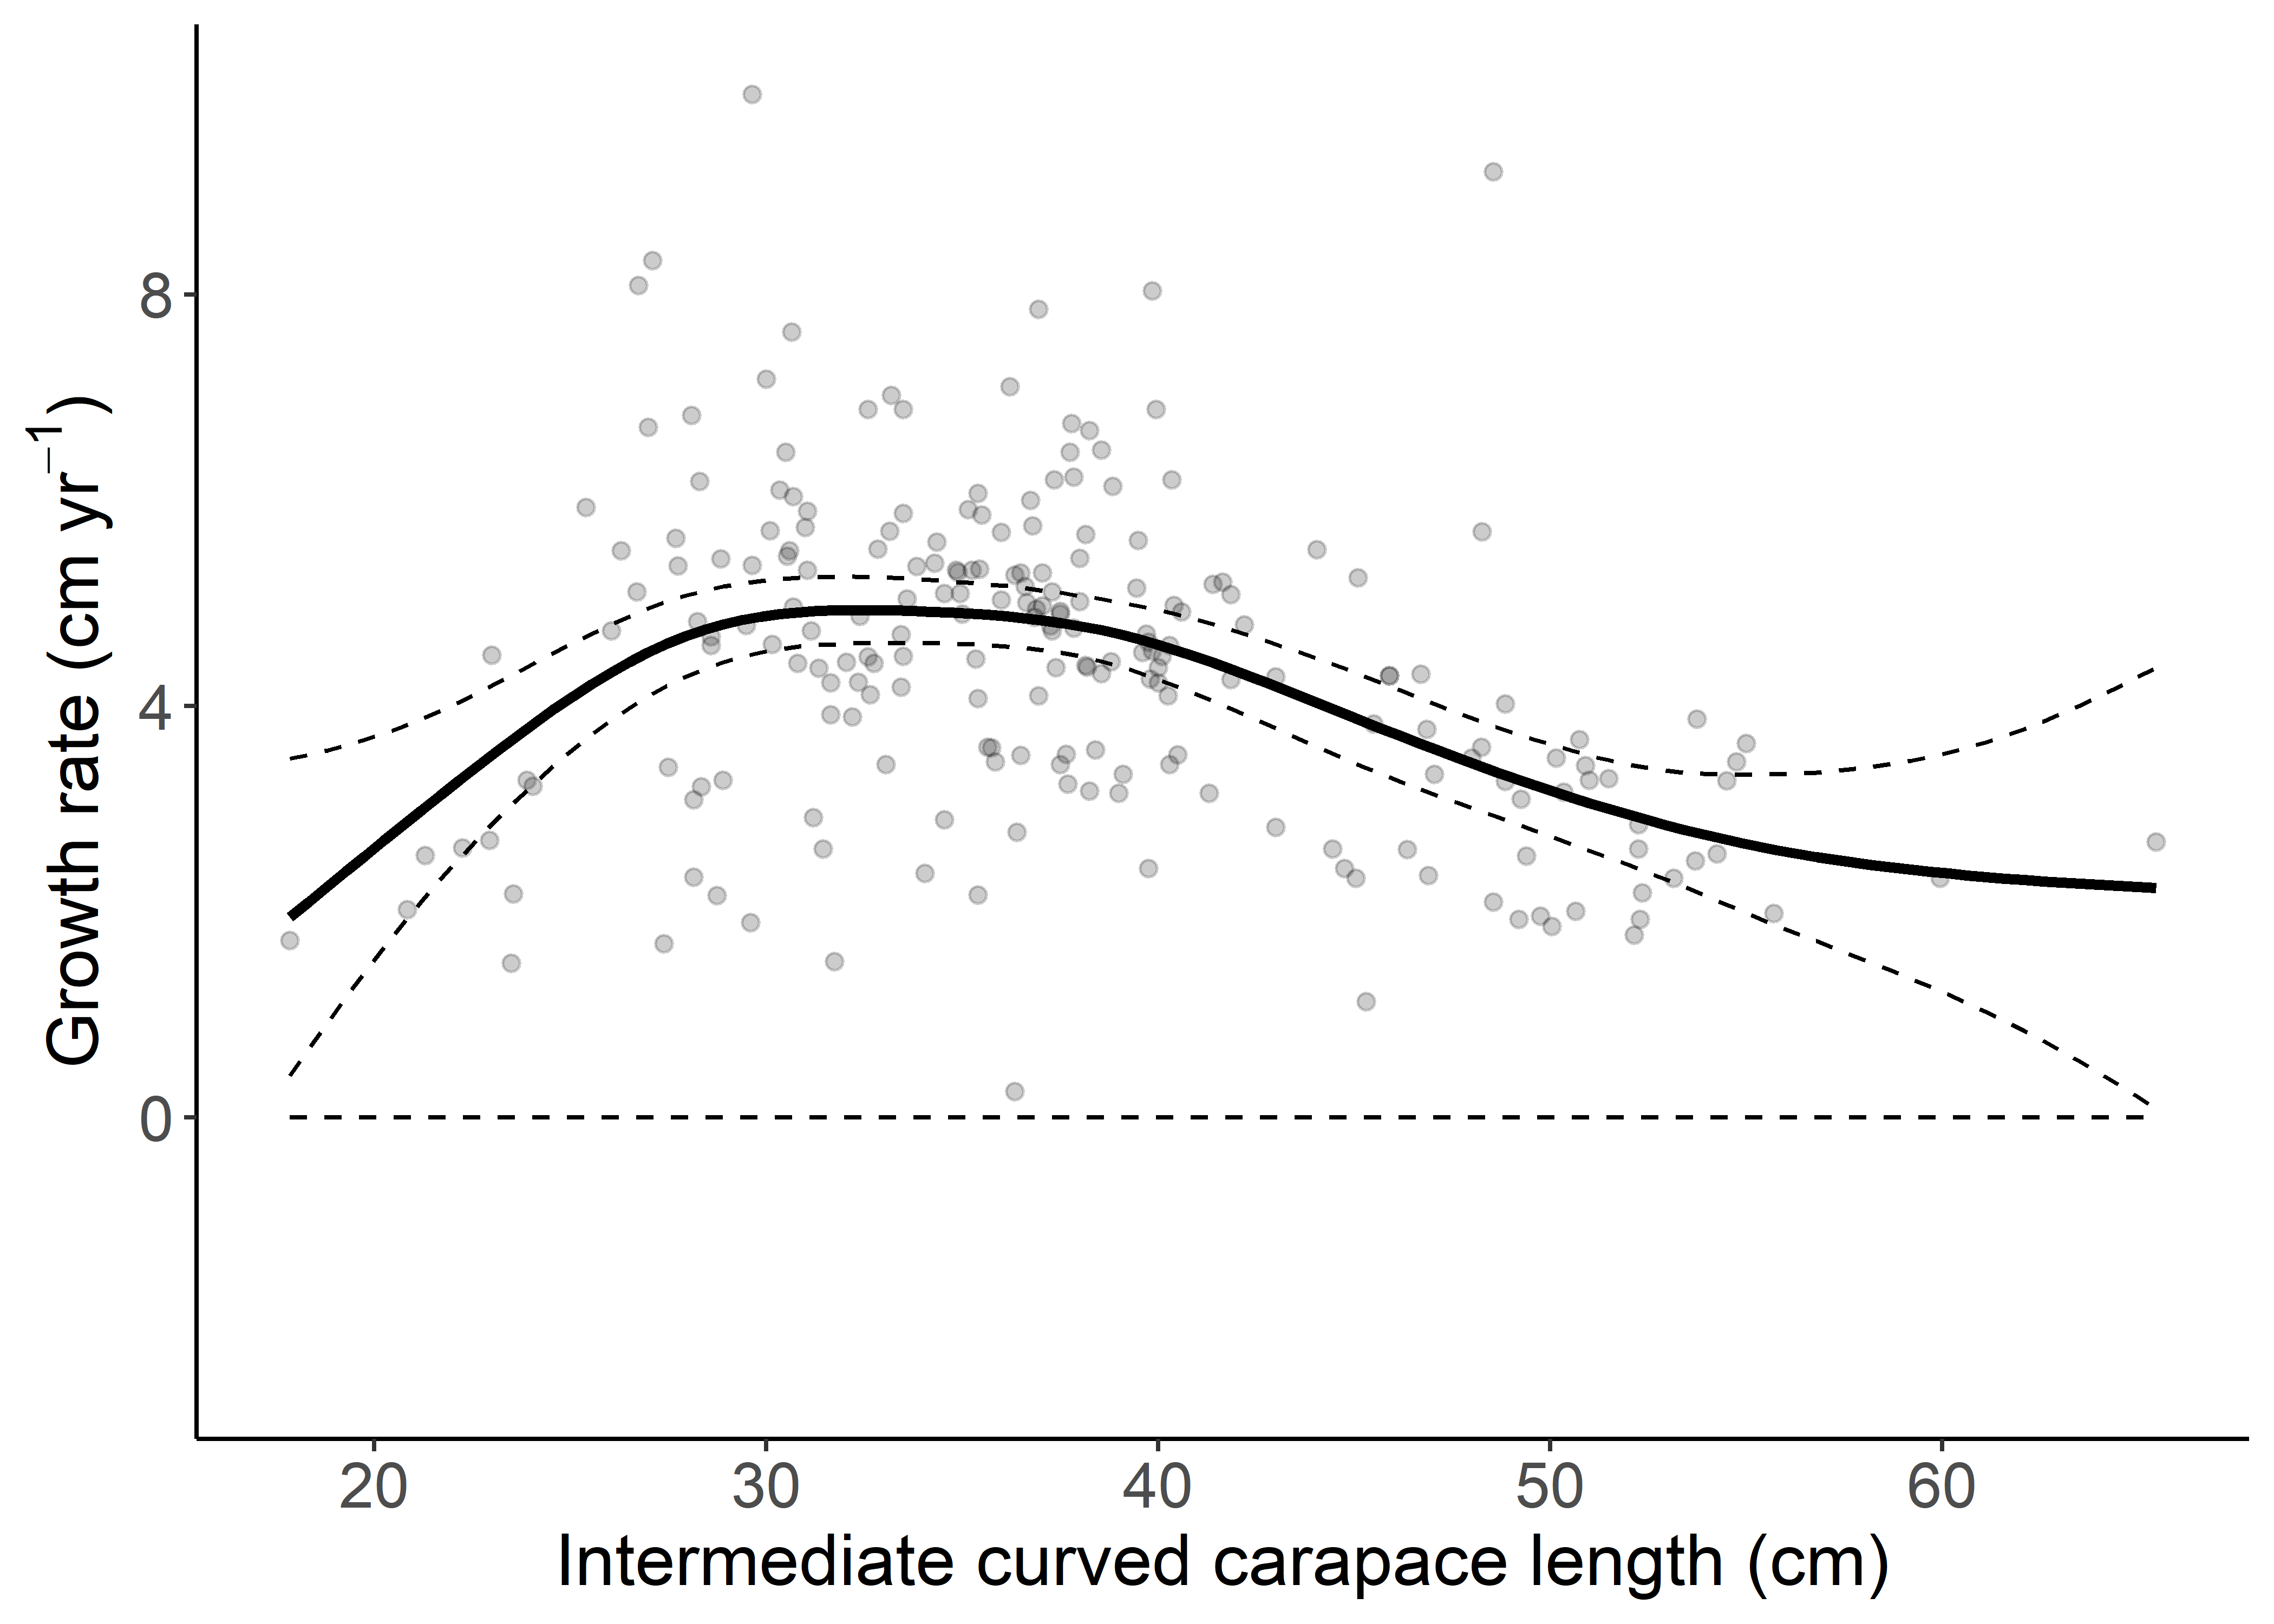 Growth rate (cm yr⁻¹)
8
4
0
20 30 40 50 60
Intermediate curved carapace length (cm)